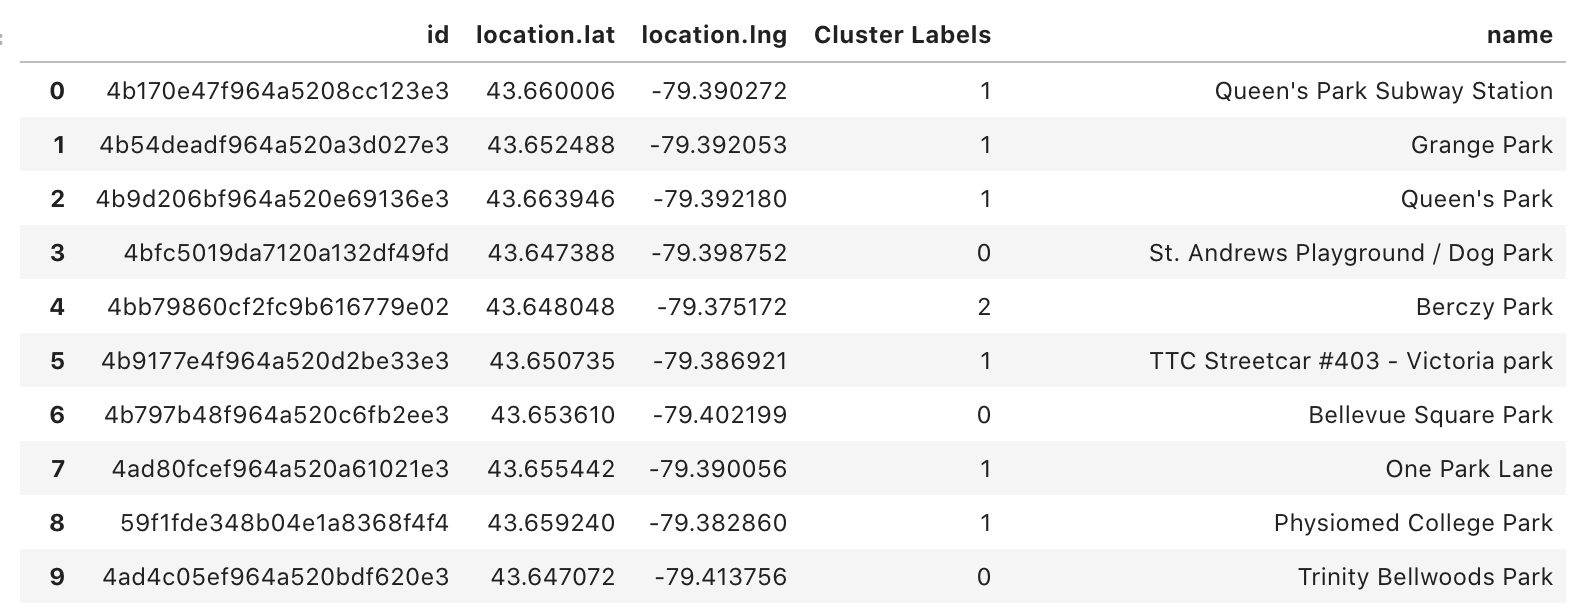 id location.lat location.lng Cluster Labels name
0 4b170e47f964a5208cc123e3 43.660006 -79.390272 1 Queen's Park Subway Station
1 4b54deadf964a520a3d027e3 43.652488 -79.392053 1 Grange Park
2 4b9d206bf964a520e69136e3 43.663946 -79.392180 1 Queen's Park
3 4bfc5019da7120a132df49fd 43.647388 -79.398752 0 St. Andrews Playground / Dog Park
4 4bb79860cf2fc9b616779e02 43.648048 -79.375172 2 Berczy Park
5 4b9177e4f964a520d2be33e3 43.650735 -79.386921 1 TTC Streetcar #403 - Victoria park
6 4b797b48f964a520c6fb2ee3 43.653610 -79.402199 0 Bellevue Square Park
7 4ad80fcef964a520a61021e3 43.655442 -79.390056 1 One Park Lane
8 59f1fde348b04e1a8368f4f4 43.659240 -79.382860 1 Physiomed College Park
9 4ad4c05ef964a520bdf620e3 43.647072 -79.413756 0 Trinity Bellwoods Park